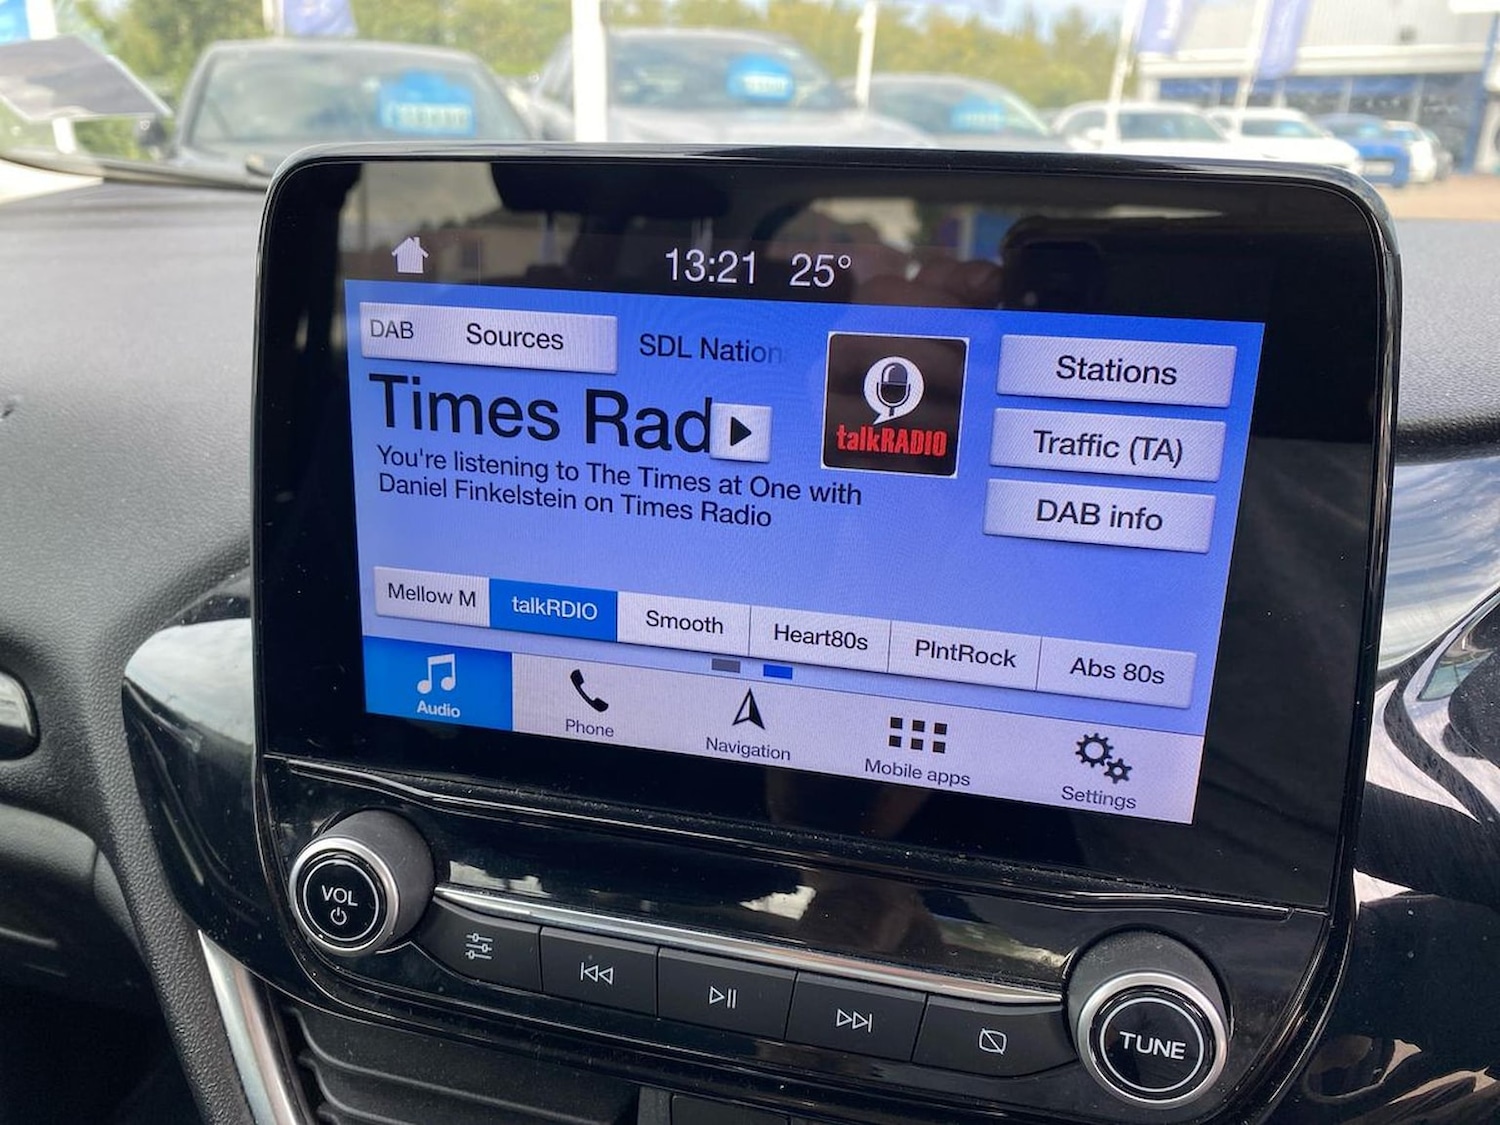 13:21 25°
DAB Sources
SDL Nation
Times Rad
You're listening to The Times at One with
Daniel Finkelstein on Times Radio
talkRADIO
Stations
Traffic (TA)
DAB info
Mellow M
talkRDIO
Smooth
Heart80s
PlntRock
Abs 80s
Audio
Phone
Navigation
Mobile apps
Settings
VOL
TUNE